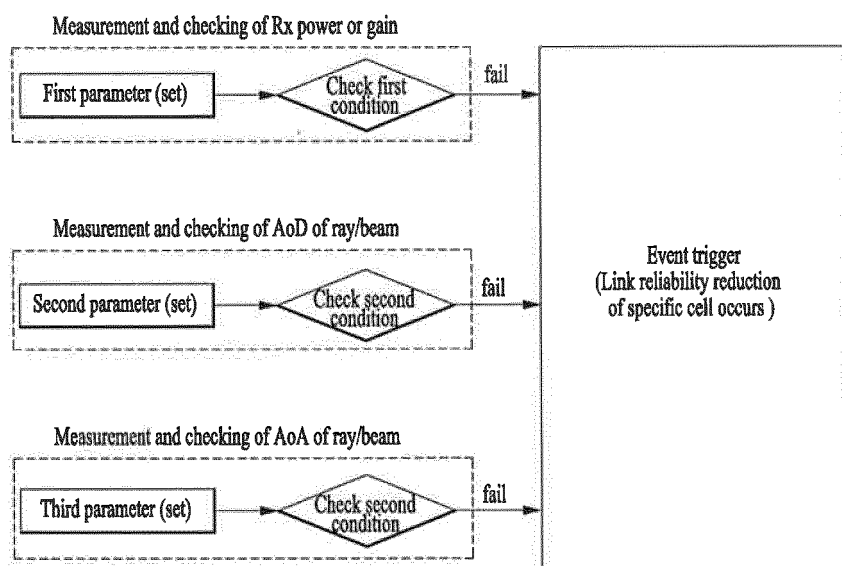 Measurement and checking of Rx power or gain
First parameter (set)
Check first
condition
fail
Measurement and checking of AoD of ray/beam
Second parameter (set)
Check second
condition
fail
Event trigger
(Link reliability reduction
of specific cell occurs )
Measurement and checking of AoA of ray/beam
Third parameter (set)
Check second
condition
fail